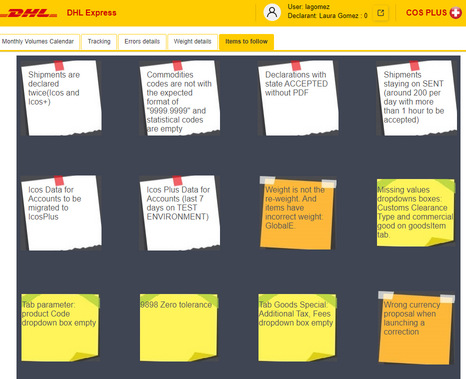 DHL DHL Express
User: lagomez
Declarant: Laura Gomez : 0
COS PLUS
Monthly Volumes Calendar Tracking Errors details Weight details Items to follow
Shipments are
declared
twice(Icos and
Icos+)
Commodities
codes are not with
the expected
format of
"9999.9999" and
statistical codes
are empty
Declarations with
state ACCEPTED
without PDF
Shipments
staying on SENT
(around 200 per
day with more
than 1 hour to be
accepted)
Icos Data for
Accounts to be
migrated to
IcosPlus
Icos Plus Data for
Accounts (last 7
days on TEST
ENVIRONMENT)
Weight is not the
re-weight. And
items have
incorrect weight:
GlobalE.
Missing values
dropdowns boxes:
Customs Clearance
Type and commercial
good on goodsItem
tab.
Tab parameter:
product Code
dropdown box empty
9898 Zero tolerance
Tab Goods Special:
Additional Tax, Fees
dropdown box empty
Wrong currency
proposal when
launching a
correction